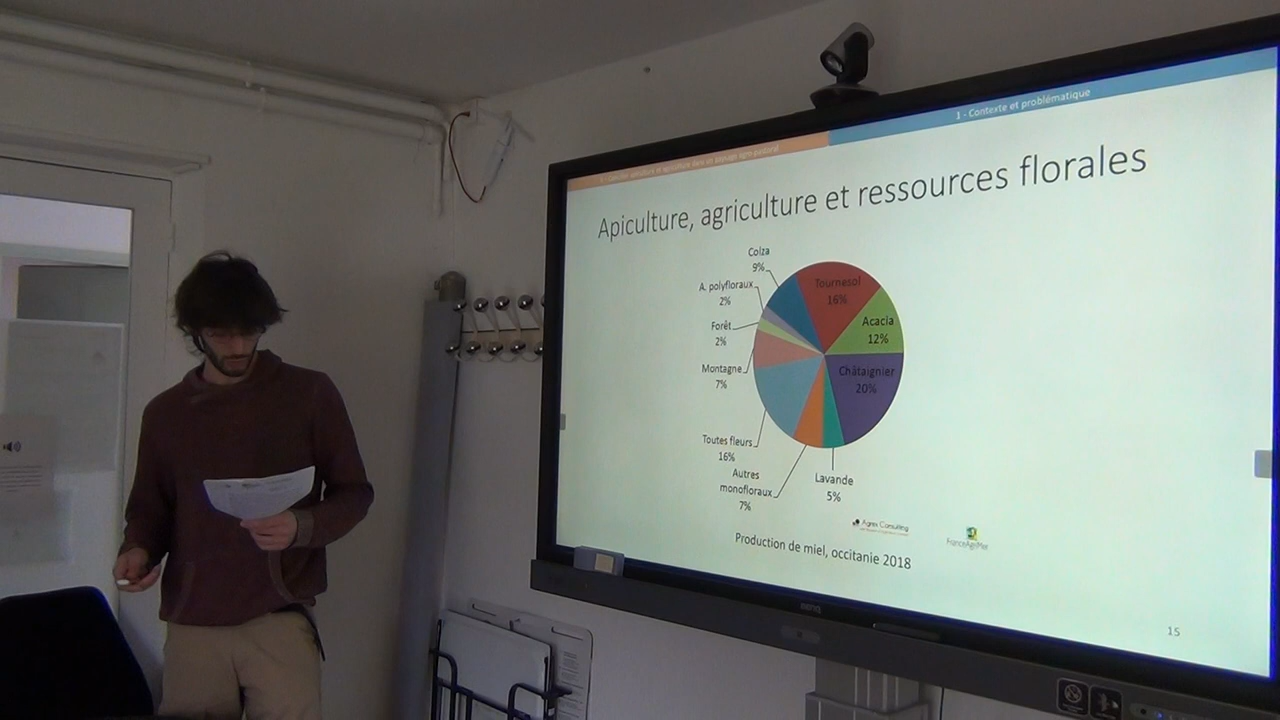 1 - Contexte et problématique
Apiculture, agriculture et ressources florales
Colza
9%
Tournesol
16%
A. polyfloraux
2%
Acacia
12%
Forêt
2%
Montagne
7%
Châtaignier
20%
Toutes fleurs
16%
Autres
monofloraux
7%
Lavande
5%
Agrex Consulting
FranceAgriMer
Production de miel, occitanie 2018
15
BenQ